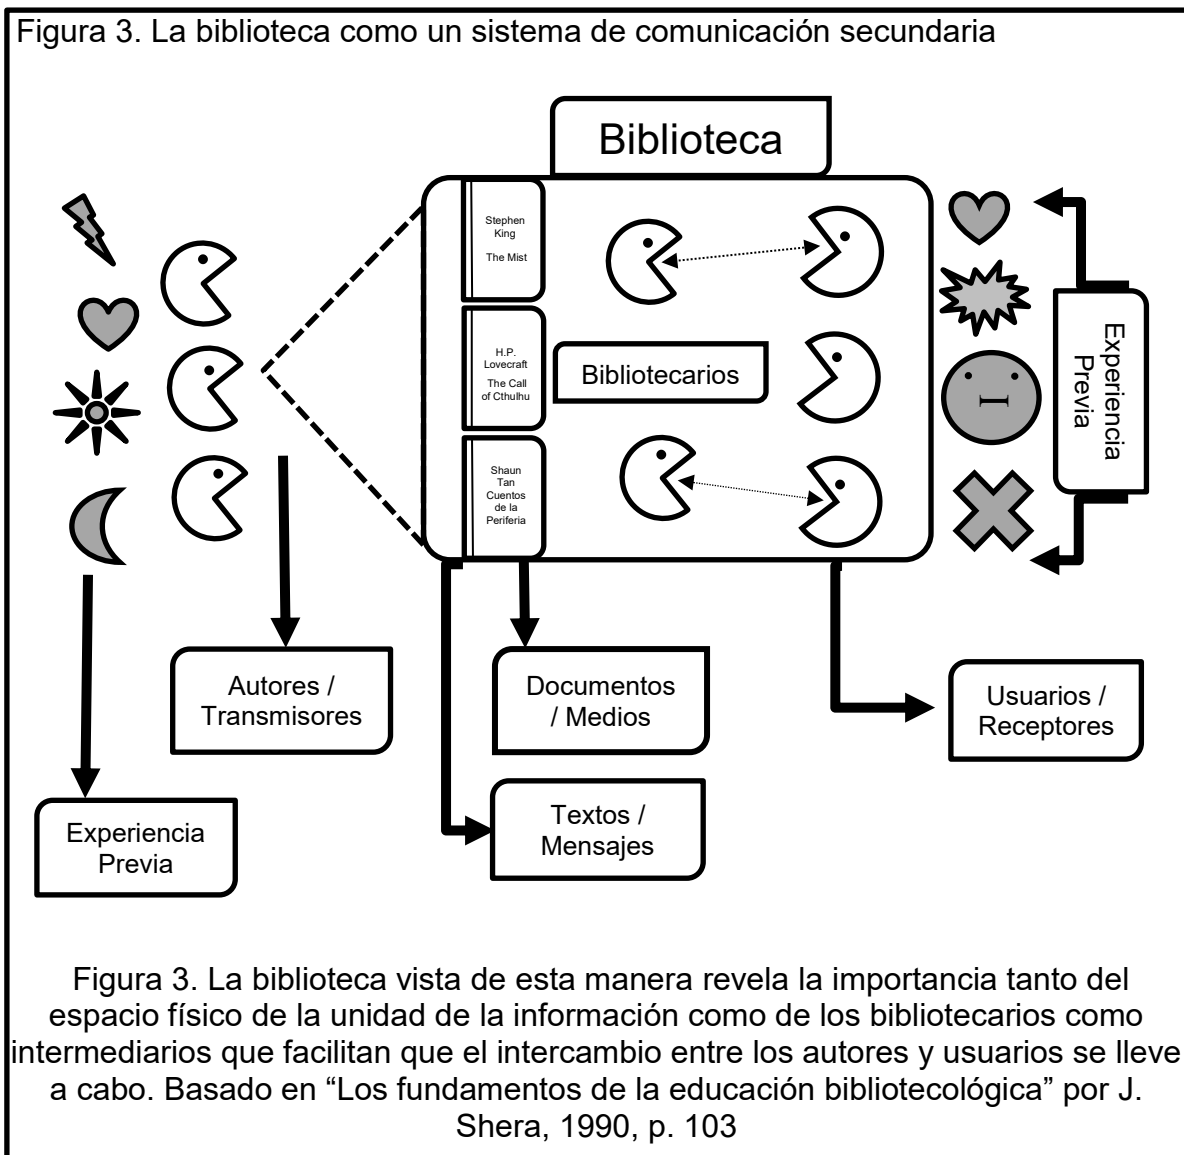 Figura 3. La biblioteca como un sistema de comunicación secundaria
Biblioteca
Stephen
King
The Mist
H.P.
Lovecraft
The Call
of Cthulhu
Shaun
Tan
Cuentos
de la
Periferia
Bibliotecarios
Experiencia
Previa
Autores /
Transmisores
Documentos
/ Medios
Usuarios /
Receptores
Experiencia
Previa
Textos /
Mensajes
Figura 3. La biblioteca vista de esta manera revela la importancia tanto del
espacio físico de la unidad de la información como de los bibliotecarios como
intermediarios que facilitan que el intercambio entre los autores y usuarios se lleve
a cabo. Basado en “Los fundamentos de la educación bibliotecológica” por J.
Shera, 1990, p. 103